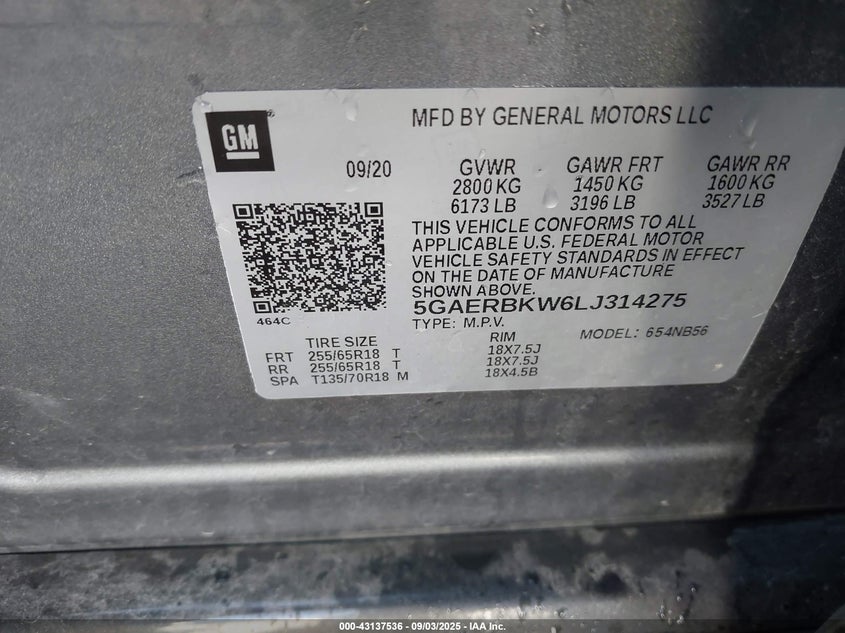 GM
MFD BY GENERAL MOTORS LLC
09/20 GVWR GAWR FRT GAWR RR
2800 KG 1450 KG 1600 KG
6173 LB 3196 LB 3527 LB
THIS VEHICLE CONFORMS TO ALL
APPLICABLE U.S. FEDERAL MOTOR
VEHICLE SAFETY STANDARDS IN EFFECT
ON THE DATE OF MANUFACTURE
SHOWN ABOVE.
5GAERBKW6LJ314275
464C
TYPE: M.P.V.
TIRE SIZE RIM MODEL: 654NB56
FRT 255/65R18 T 18X7.5J
RR 255/65R18 T 18X7.5J
SPA T135/70R18 M 18X4.5B
000-43137536 - 09/03/2025 - IAA Inc.